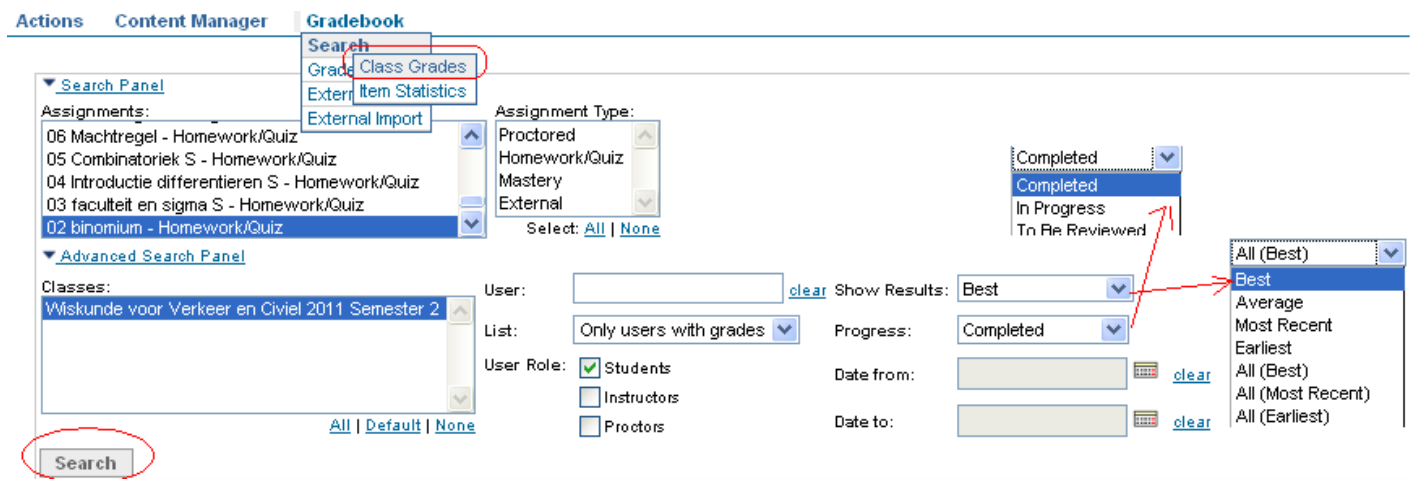 Actions Content Manager Gradebook
Search
Class Grades
Item Statistics
External Import
Search Panel
Assignments:
06 Machtregel - Homework/Quiz
05 Combinatoriek S - Homework/Quiz
04 Introductie differentieren S - Homework/Quiz
03 faculteit en sigma S - Homework/Quiz
02 binomium - Homework/Quiz
Assignment Type:
Proctored
Homework/Quiz
Mastery
External
Select: All | None
Completed
Completed
In Progress
To Be Reviewed
Advanced Search Panel
Classes:
Wiskunde voor Verkeer en Civiel 2011 Semester 2
All | Default | None
User: clear
List: Only users with grades
User Role: Students
Instructors
Proctors
Show Results: Best
Progress: Completed
Date from: clear
Date to: clear
All (Best)
Best
Average
Most Recent
Earliest
All (Best)
All (Most Recent)
All (Earliest)
Search